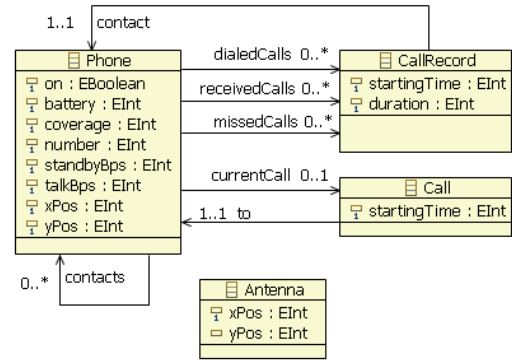 1..1 contact
Phone
on : EBoolean
battery : EInt
coverage : EInt
number : EInt
standbyBps : EInt
talkBps : EInt
xPos : EInt
yPos : EInt
dialedCalls 0..*
receivedCalls 0..*
missedCalls 0..*
CallRecord
startingTime : EInt
duration : EInt
currentCall 0..1
1..1 to
Call
startingTime : EInt
0..* contacts
Antenna
xPos : EInt
yPos : EInt